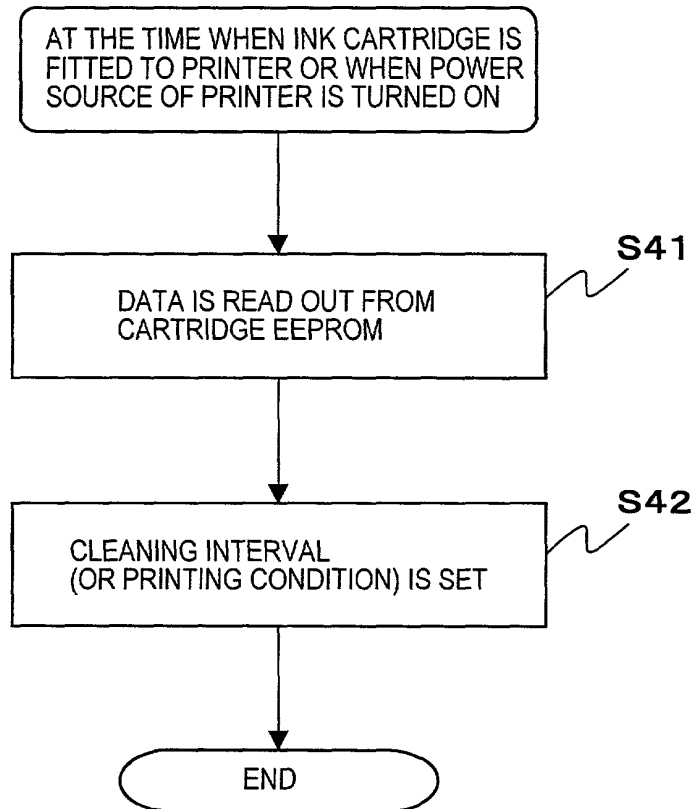 AT THE TIME WHEN INK CARTRIDGE IS
FITTED TO PRINTER OR WHEN POWER
SOURCE OF PRINTER IS TURNED ON
S41
DATA IS READ OUT FROM
CARTRIDGE EEPROM
S42
CLEANING INTERVAL
(OR PRINTING CONDITION) IS SET
END